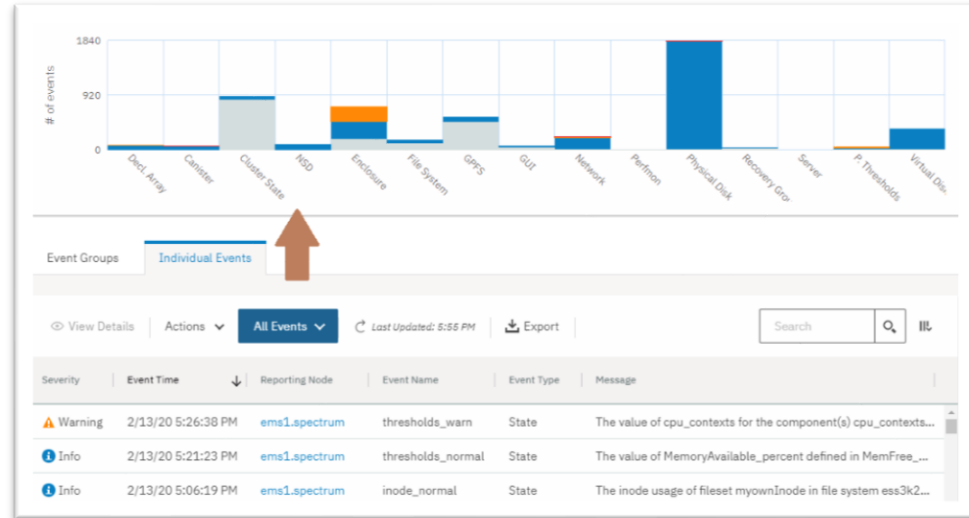 1840
920
0
# of events
Decl. Array
Canister
Cluster State
NSD
Enclosure
File System
GPFS
GUI
Network
Perfmon
Physical Disk
Recovery Gro
Server
P. Thresholds
Virtual Dis.
Event Groups
Individual Events
View Details Actions All Events Last Updated: 5:55 PM Export Search
Severity Event Time Reporting Node Event Name Event Type Message
Warning 2/13/20 5:26:38 PM ems1.spectrum thresholds_warn State The value of cpu_contexts for the component(s) cpu_contexts...
Info 2/13/20 5:21:23 PM ems1.spectrum thresholds_normal State The value of MemoryAvailable_percent defined in MemFree_...
Info 2/13/20 5:06:19 PM ems1.spectrum inode_normal State The inode usage of fileset myownInode in file system ess3k2...